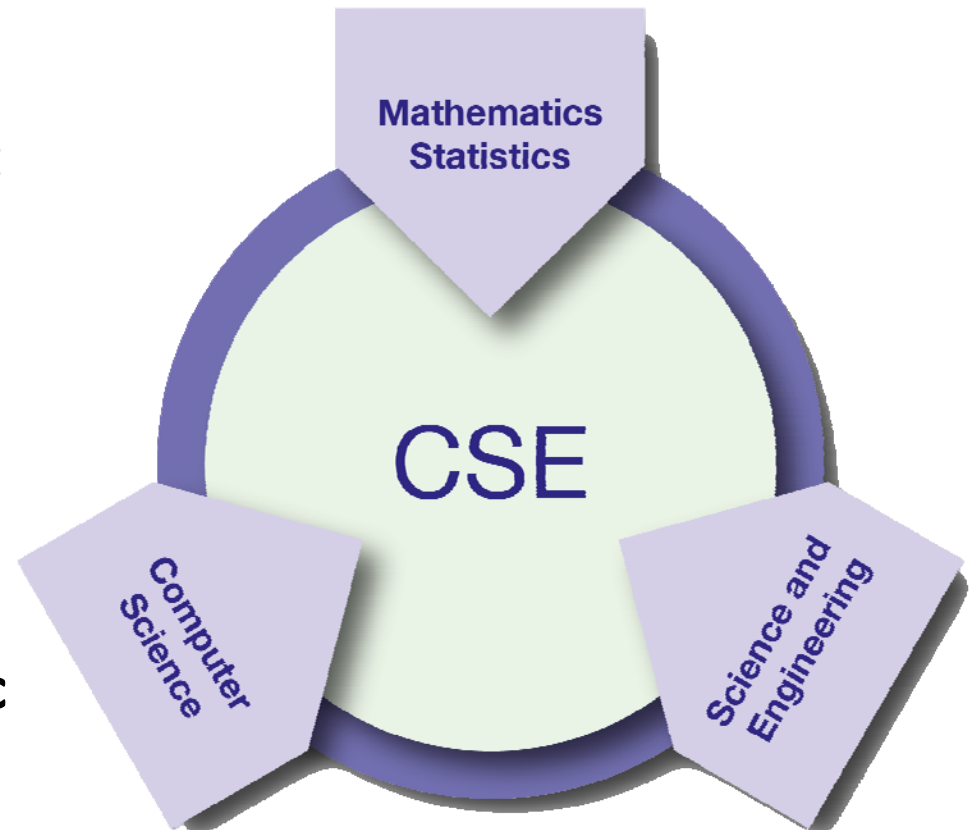 Mathematics
Statistics
CSE
Computer
Science
Science and
Engineering